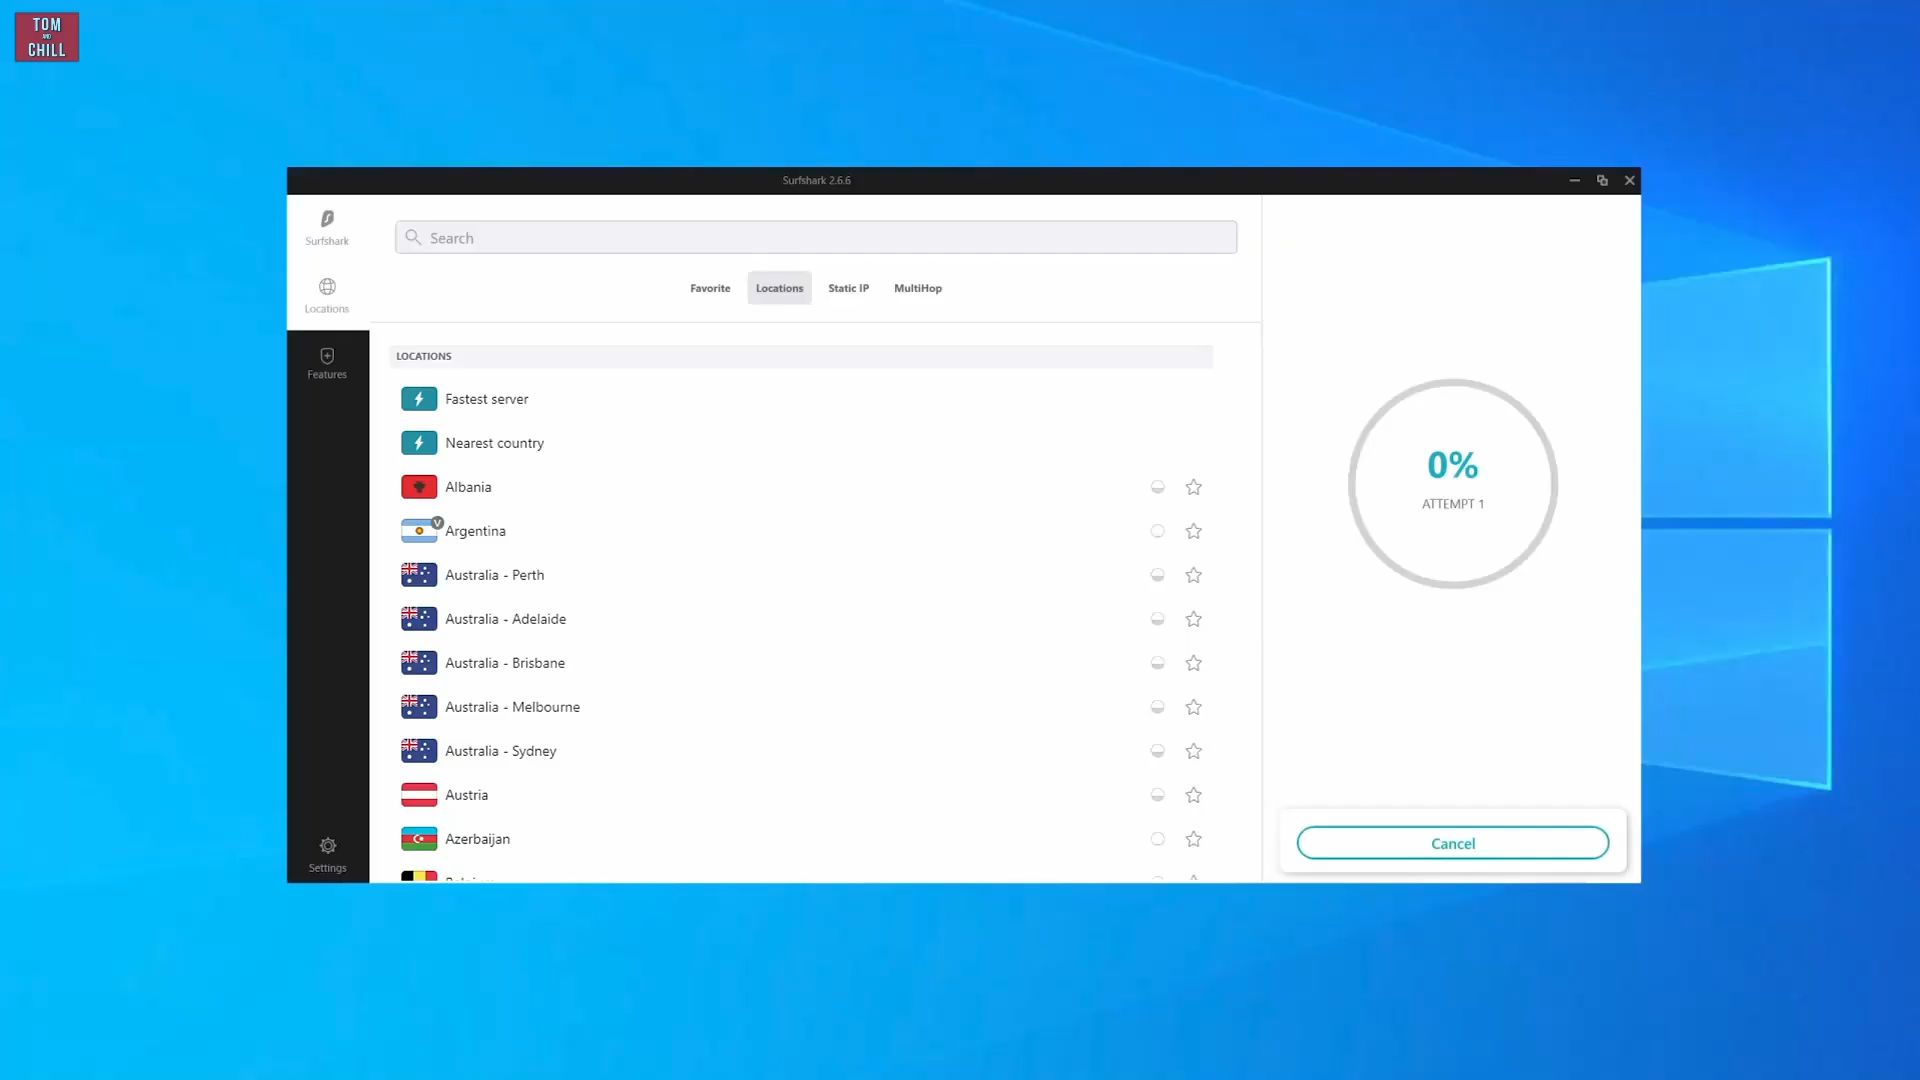 TOM
AND
CHILL
Surfshark 2.6.6
Surfshark
Locations
Features
Settings
Search
Favorite
Locations
Static IP
MultiHop
LOCATIONS
Fastest server
Nearest country
Albania
V
Argentina
Australia - Perth
Australia - Adelaide
Australia - Brisbane
Australia - Melbourne
Australia - Sydney
Austria
Azerbaijan
0%
ATTEMPT 1
Cancel